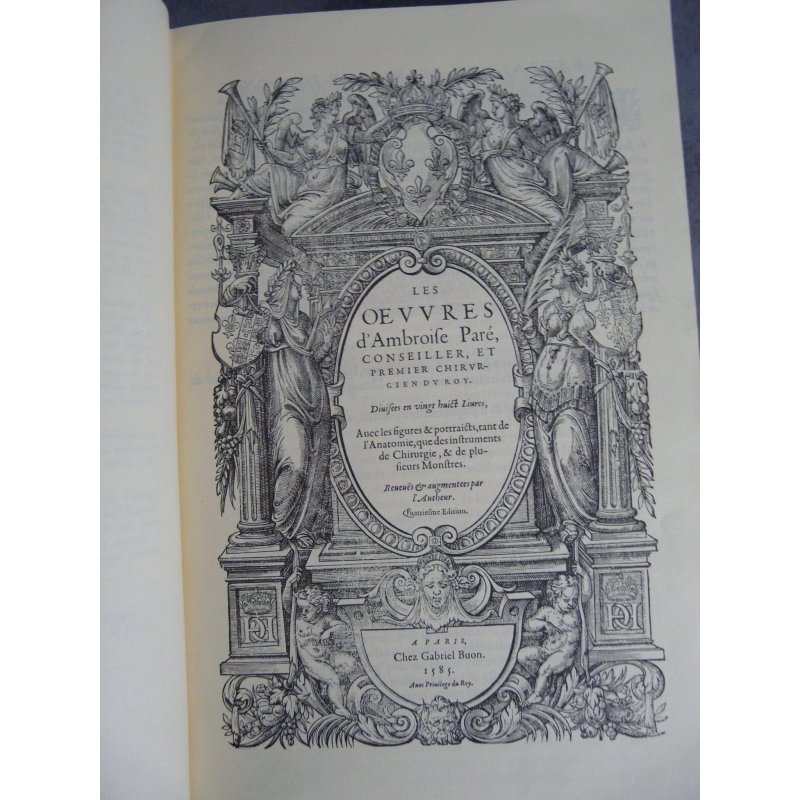 LES
OEVVRES
d'Ambroiſe Paré,
CONSEILLER, ET
PREMIER CHIRVR-
GIEN DV ROY.
Diuiſees en vingt huict Liures,
Auec les figures & portraicts, tant de
l'Anatomie, que des inſtruments
de Chirurgie, & de plu-
ſieurs Monſtres.
Reueuës & augmentees par
l'Autheur.
Quatrieſme Edition.
A PARIS,
Chez Gabriel Buon.
1585.
Auec Priuilege du Roy.